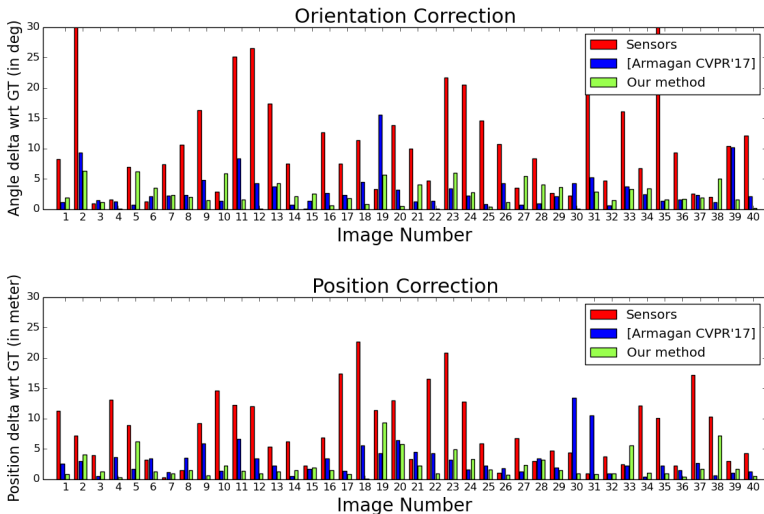 Orientation Correction
Angle delta wrt GT (in deg)
30
25
20
15
10
5
0
Sensors
[Armagan CVPR'17]
Our method
1 2 3 4 5 6 7 8 9 10 11 12 13 14 15 16 17 18 19 20 21 22 23 24 25 26 27 28 29 30 31 32 33 34 35 36 37 38 39 40
Image Number
Position Correction
Position delta wrt GT (in meter)
30
25
20
15
10
5
0
Sensors
[Armagan CVPR'17]
Our method
1 2 3 4 5 6 7 8 9 10 11 12 13 14 15 16 17 18 19 20 21 22 23 24 25 26 27 28 29 30 31 32 33 34 35 36 37 38 39 40
Image Number